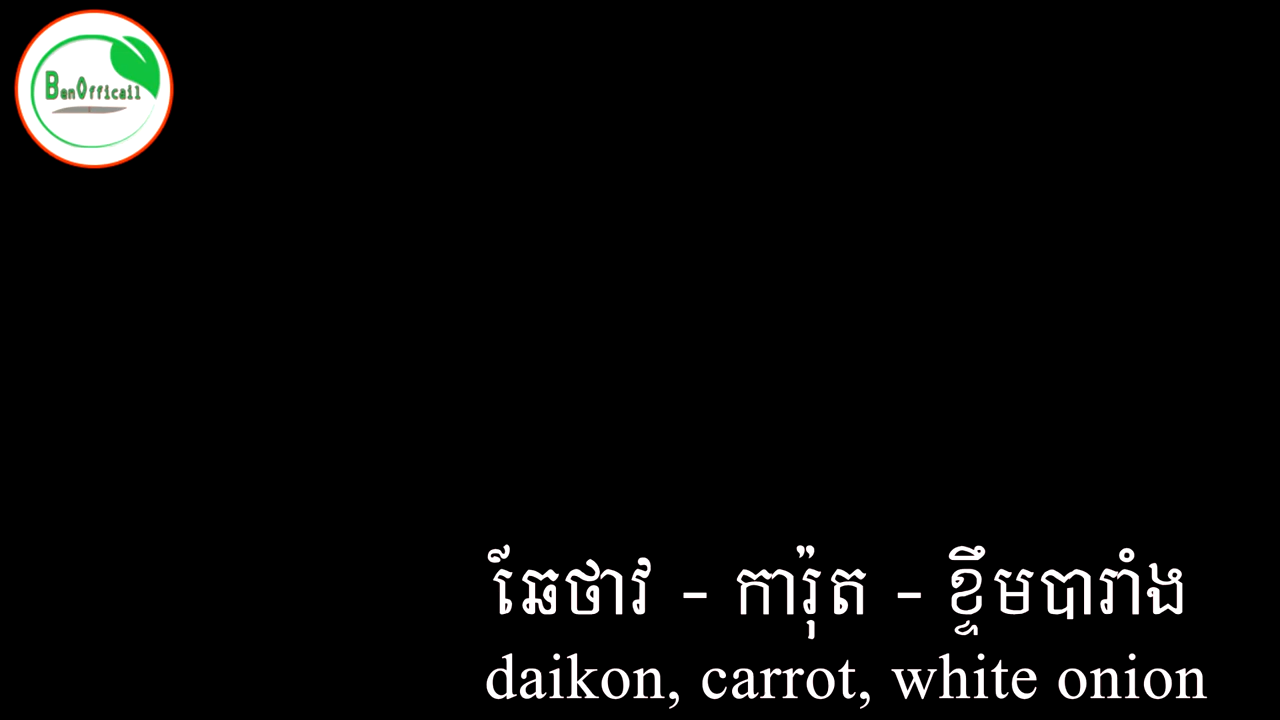 BenOfficail
ឆៃថាវ - ការ៉ុត - ខ្ទឹមបារាំង
daikon, carrot, white onion